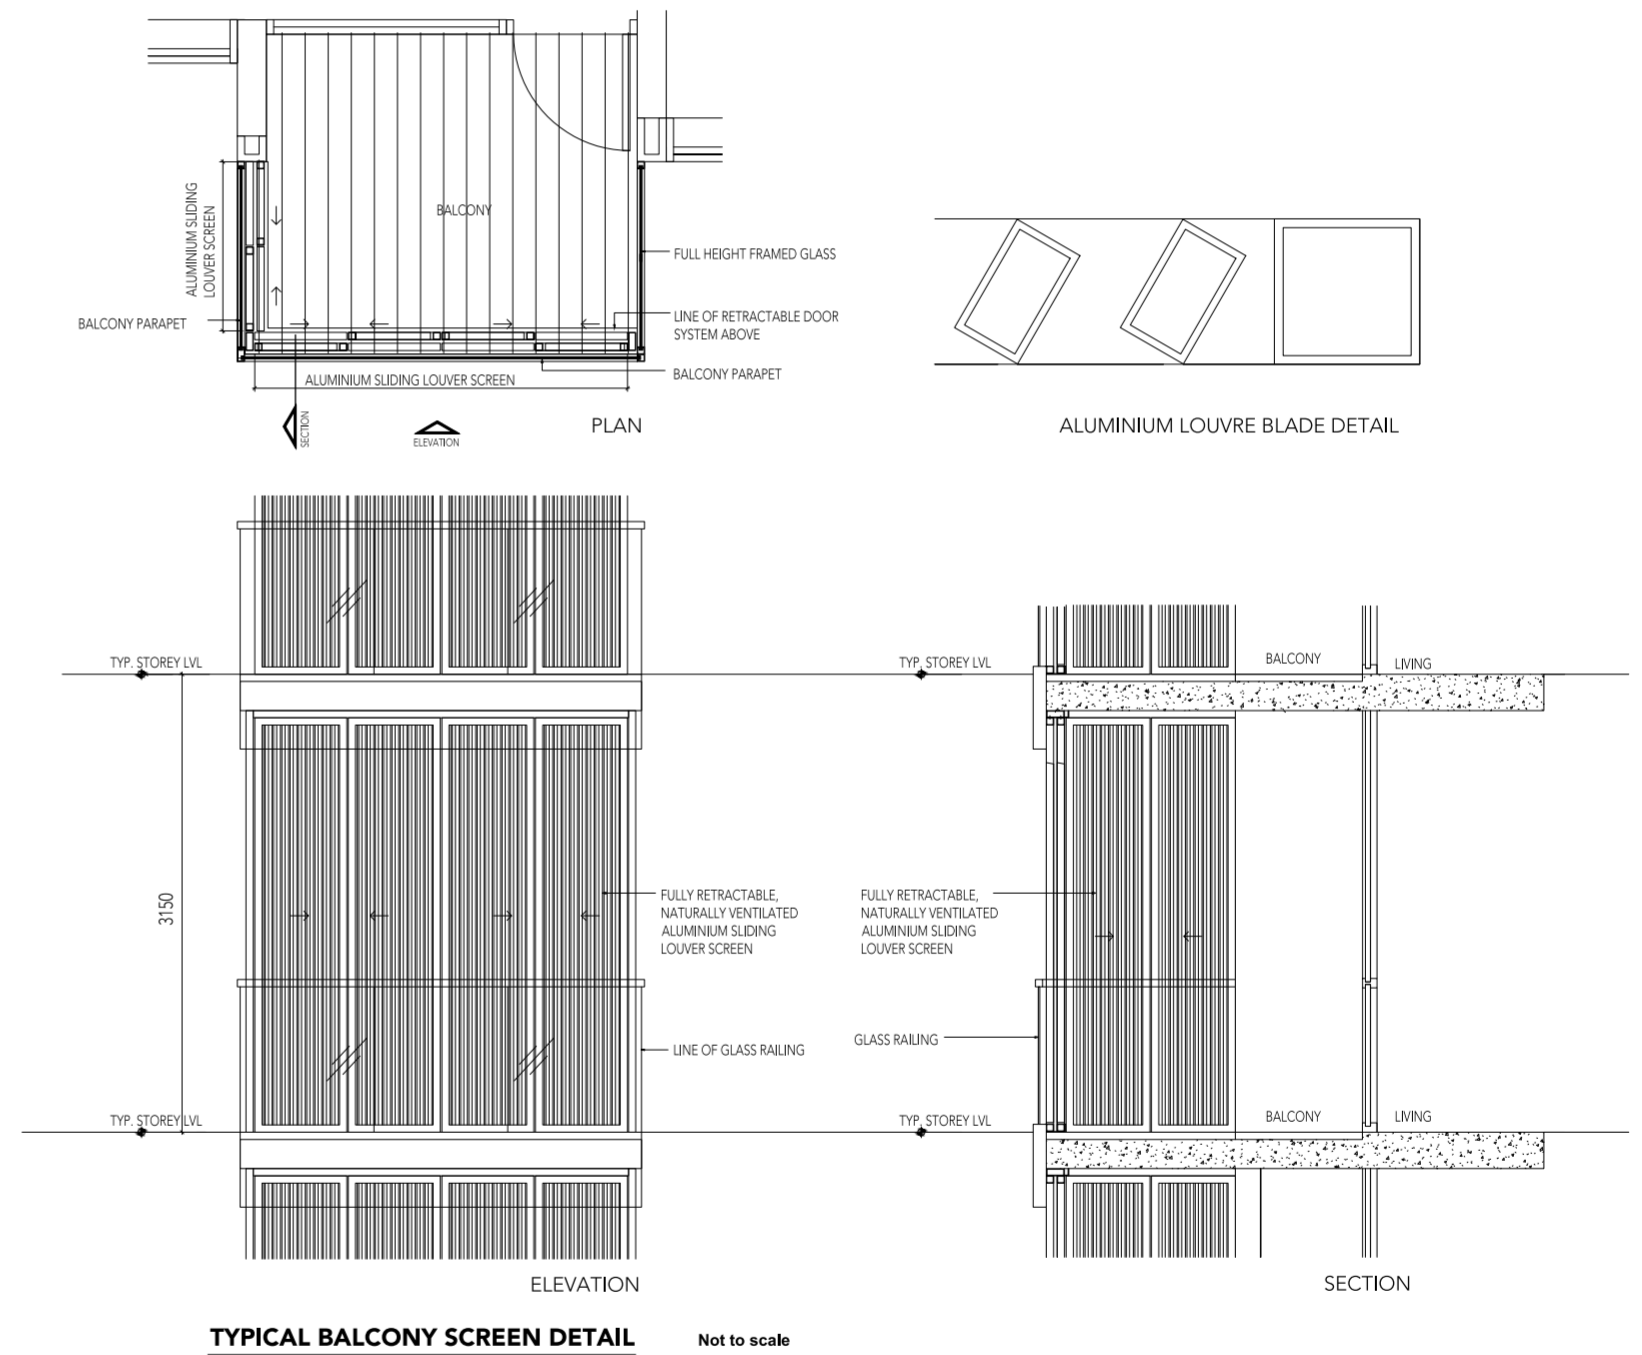 ALUMINIUM SLIDING
LOUVER SCREEN
BALCONY
FULL HEIGHT FRAMED GLASS
BALCONY PARAPET
LINE OF RETRACTABLE DOOR
SYSTEM ABOVE
BALCONY PARAPET
ALUMINIUM SLIDING LOUVER SCREEN
SECTION
ELEVATION
PLAN
ALUMINIUM LOUVRE BLADE DETAIL
TYP. STOREY LVL
TYP. STOREY LVL
BALCONY
LIVING
3150
FULLY RETRACTABLE,
NATURALLY VENTILATED
ALUMINIUM SLIDING
LOUVER SCREEN
FULLY RETRACTABLE,
NATURALLY VENTILATED
ALUMINIUM SLIDING
LOUVER SCREEN
LINE OF GLASS RAILING
GLASS RAILING
TYP. STOREY LVL
TYP. STOREY LVL
BALCONY
LIVING
ELEVATION
SECTION
TYPICAL BALCONY SCREEN DETAIL
Not to scale